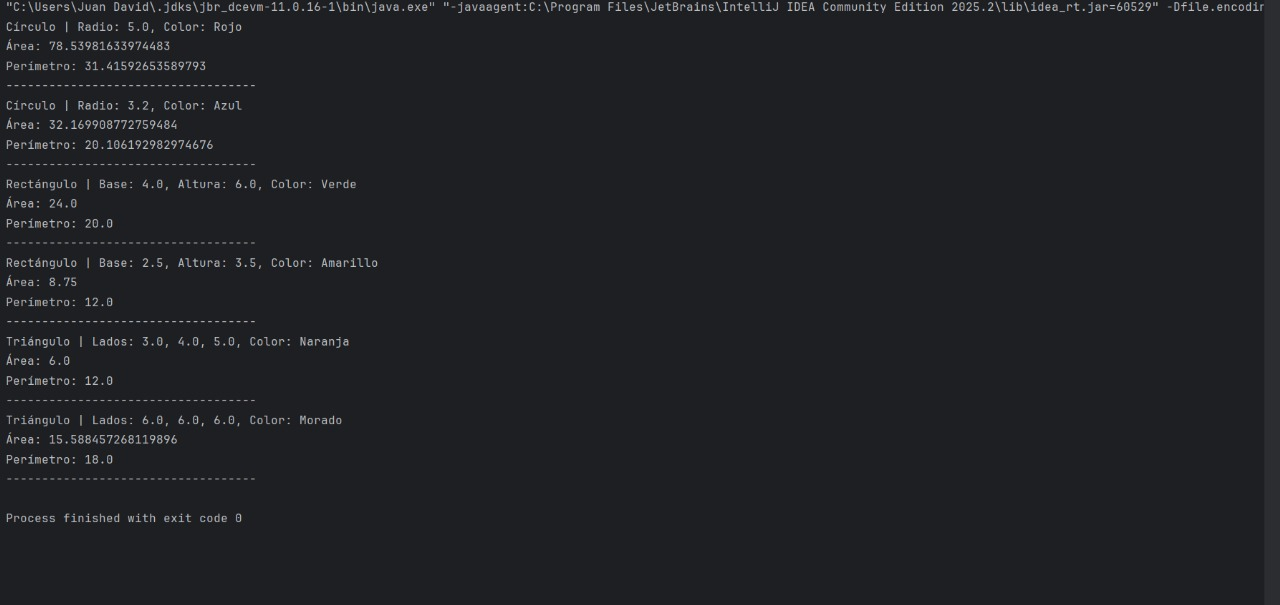 "C:\Users\Juan David\.jdks\jbr_dcevm-11.0.16-1\bin\java.exe" "-javaagent:C:\Program Files\JetBrains\IntelliJ IDEA Community Edition 2025.2\lib\idea_rt.jar=60529" -Dfile.encodin
Círculo | Radio: 5.0, Color: Rojo
Área: 78.53981633974483
Perímetro: 31.41592653589793
-----------------------------------
Círculo | Radio: 3.2, Color: Azul
Área: 32.169908772759484
Perímetro: 20.106192982974676
-----------------------------------
Rectángulo | Base: 4.0, Altura: 6.0, Color: Verde
Área: 24.0
Perímetro: 20.0
-----------------------------------
Rectángulo | Base: 2.5, Altura: 3.5, Color: Amarillo
Área: 8.75
Perímetro: 12.0
-----------------------------------
Triángulo | Lados: 3.0, 4.0, 5.0, Color: Naranja
Área: 6.0
Perímetro: 12.0
-----------------------------------
Triángulo | Lados: 6.0, 6.0, 6.0, Color: Morado
Área: 15.588457268119896
Perímetro: 18.0
-----------------------------------
Process finished with exit code 0